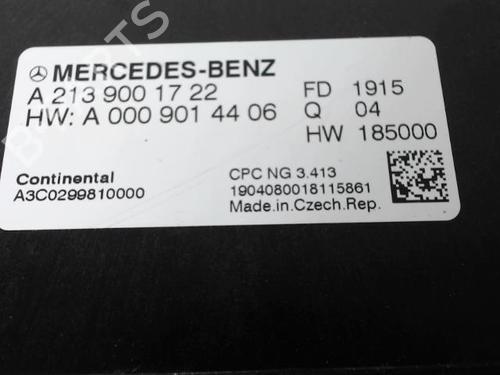 MERCEDES-BENZ
A 213 900 17 22 FD 1915
Q 04
HW: A 000 901 44 06
HW 185000
Continental CPC NG 3.413
A3C0299810000 1904080018115861
Made.in.Czech.Rep.